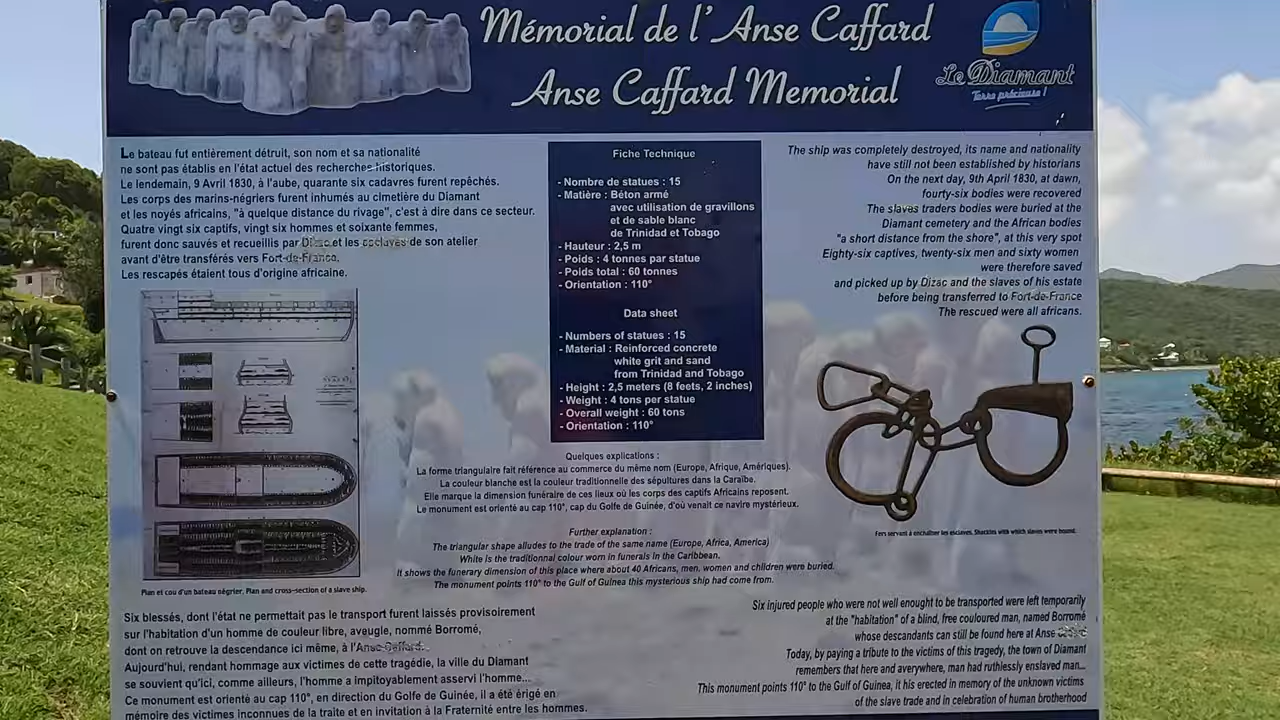 Mémorial de l'Anse Caffard
Anse Caffard Memorial
Le Diamant
Terre précieuse !
Le bateau fut entièrement détruit, son nom et sa nationalité
ne sont pas établis en l'état actuel des recherches historiques.
Le lendemain, 9 Avril 1830, à l'aube, quarante six cadavres furent repêchés.
Les corps des marins-négriers furent inhumés au cimetière du Diamant
et les noyés africains, "à quelque distance du rivage", c'est à dire dans ce secteur.
Quatre vingt six captifs, vingt six hommes et soixante femmes,
furent donc sauvés et recueillis par Dizac et les esclaves de son atelier
avant d'être transférés vers Fort-de-France.
Les rescapés étaient tous d'origine africaine.
Fiche Technique
- Nombre de statues : 15
- Matière : Béton armé
avec utilisation de gravillons
et de sable blanc
de Trinidad et Tobago
- Hauteur : 2,5 m
- Poids : 4 tonnes par statue
- Poids total : 60 tonnes
- Orientation : 110°
Data sheet
- Numbers of statues : 15
- Material : Reinforced concrete
white grit and sand
from Trinidad and Tobago
- Height : 2,5 meters (8 feets, 2 inches)
- Weight : 4 tons per statue
- Overall weight : 60 tons
- Orientation : 110°
The ship was completely destroyed, its name and nationality
have still not been established by historians
On the next day, 9th April 1830, at dawn,
fourty-six bodies were recovered
The slaves traders bodies were buried at the
Diamant cemetery and the African bodies
"a short distance from the shore", at this very spot
Eighty-six captives, twenty-six men and sixty women
were therefore saved
and picked up by Dizac and the slaves of his estate
before being transferred to Fort-de-France
The rescued were all africans.
Quelques explications :
La forme triangulaire fait référence au commerce du même nom (Europe, Afrique, Amériques).
La couleur blanche est la couleur traditionnelle des sépultures dans la Caraïbe.
Elle marque la dimension funéraire de ces lieux où les corps des captifs Africains reposent.
Le monument est orienté au cap 110°, cap du Golfe de Guinée, d'où venait ce navire mystérieux.
Further explanation :
The triangular shape alludes to the trade of the same name (Europe, Africa, America)
White is the traditionnal colour worn in funerals in the Caribbean.
It shows the funerary dimension of this place where about 40 Africans, men, women and children were buried.
The monument points 110° to the Gulf of Guinea this mysterious ship had come from.
Fers servant à enchaîner les esclaves. Shackles with which slaves were bound.
Plan et cou d'un bateau négrier. Plan and cross-section of a slave ship.
Six blessés, dont l'état ne permettait pas le transport furent laissés provisoirement
sur l'habitation d'un homme de couleur libre, aveugle, nommé Borromé,
dont on retrouve la descendance ici même, à l'Anse Caffard.
Aujourd'hui, rendant hommage aux victimes de cette tragédie, la ville du Diamant
se souvient qu'ici, comme ailleurs, l'homme a impitoyablement asservi l'homme...
Ce monument est orienté au cap 110°, en direction du Golfe de Guinée, il a été érigé en
mémoire des victimes inconnues de la traite et en invitation à la Fraternité entre les hommes.
Six injured people who were not well enought to be transported were left temporarily
at the "habitation" of a blind, free couloured man, named Borromé
whose descandants can still be found here at Anse
Today, by paying a tribute to the victims of this tragedy, the town of Diamant
remembers that here and averywhere, man had ruthlessly enslaved man...
This monument points 110° to the Gulf of Guinea, it his erected in memory of the unknown victims
of the slave trade and in celebration of human brotherhood